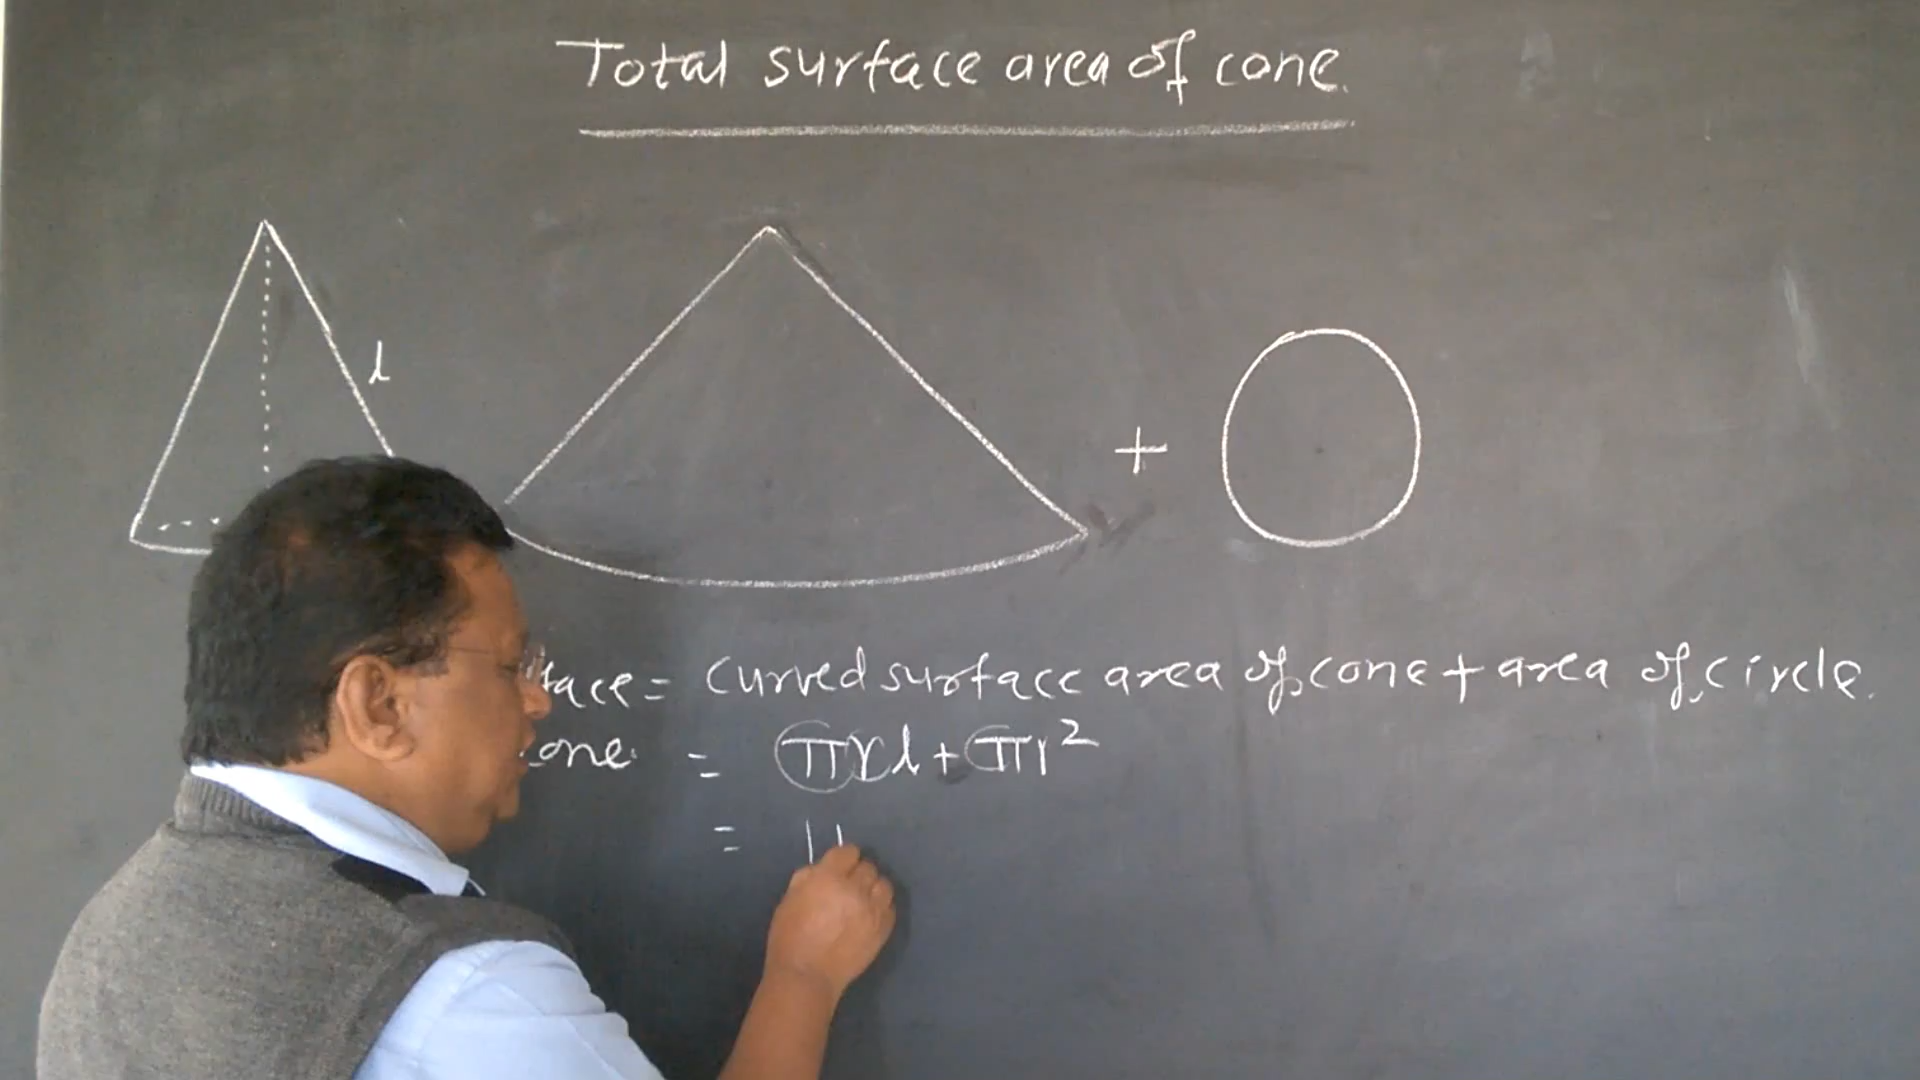 Total surface area of cone.
l
+
face = curved surface area of cone + area of circle.
one = πrl + πr²
=